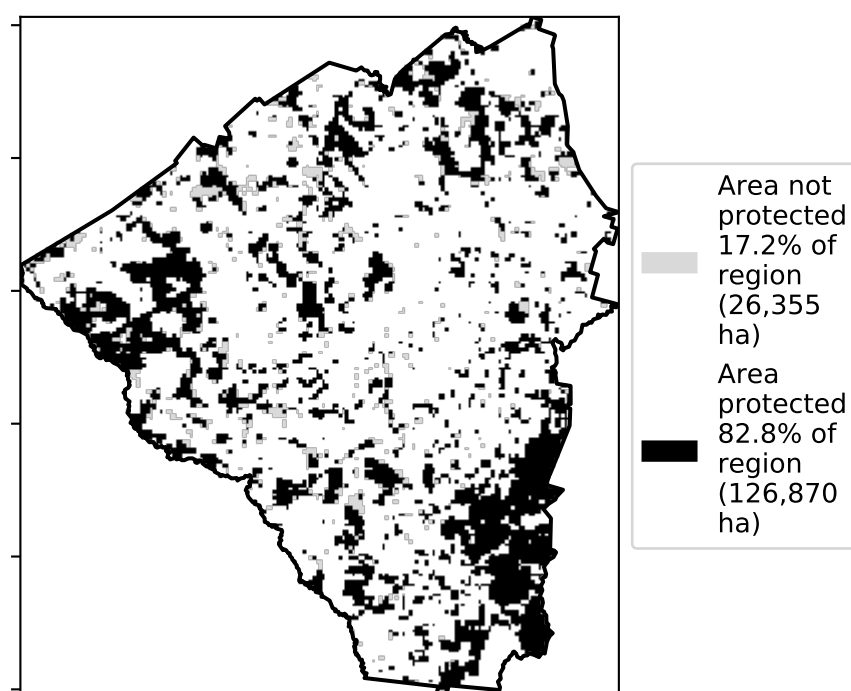 Area not
protected
17.2% of
region
(26,355
ha)
Area
protected
82.8% of
region
(126,870
ha)